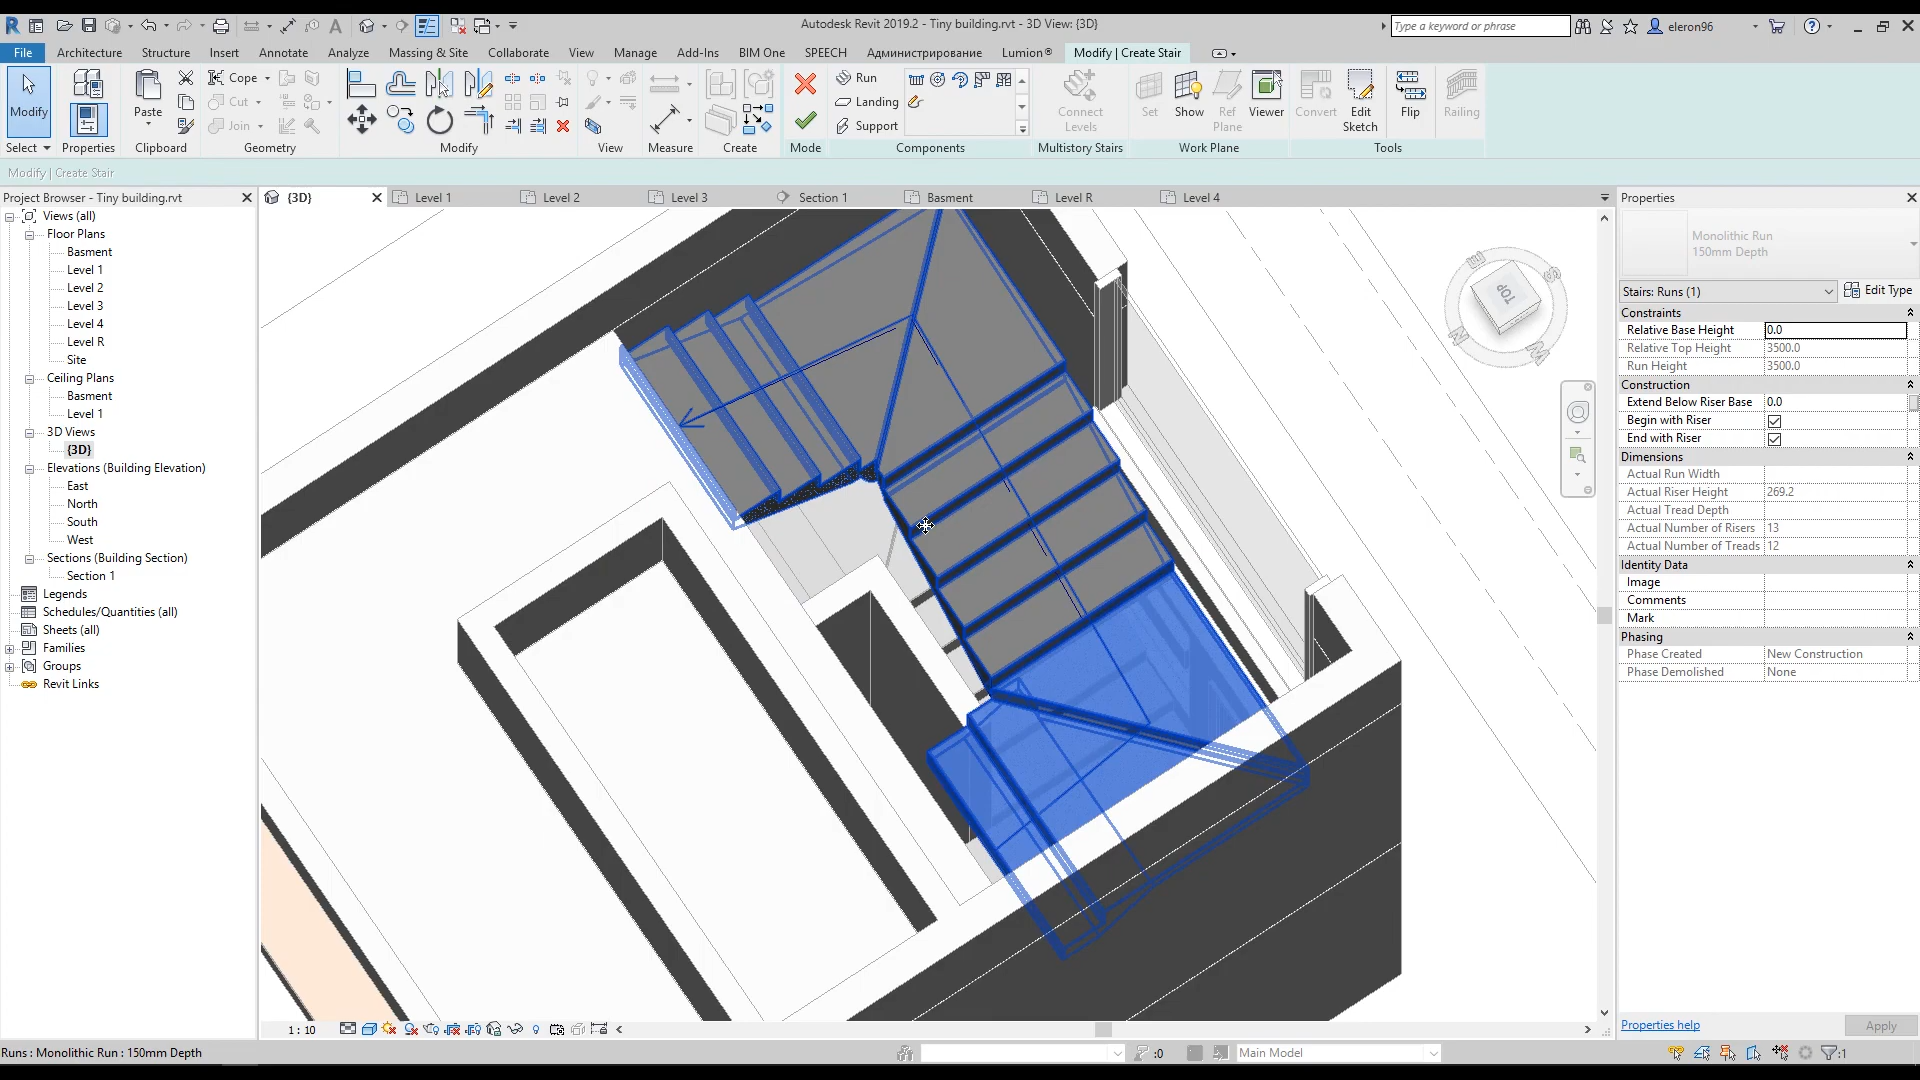 Autodesk Revit 2019.2 - Tiny building.rvt - 3D View: {3D}
Type a keyword or phrase
eleron96
File
Architecture
Structure
Insert
Annotate
Analyze
Massing & Site
Collaborate
View
Manage
Add-Ins
BIM One
SPEECH
Администрирование
Lumion®
Modify | Create Stair
Modify
Paste
Cope
Cut
Join
Run
Landing
Support
Connect
Levels
Set
Show
Ref
Plane
Viewer
Convert
Edit
Sketch
Flip
Railing
Select
Properties
Clipboard
Geometry
Modify
View
Measure
Create
Mode
Components
Multistory Stairs
Work Plane
Tools
Modify | Create Stair
Project Browser - Tiny building.rvt
{3D}
Level 1
Level 2
Level 3
Section 1
Basment
Level R
Level 4
Views (all)
Floor Plans
Basment
Level 1
Level 2
Level 3
Level 4
Level R
Site
Ceiling Plans
Basment
Level 1
3D Views
{3D}
Elevations (Building Elevation)
East
North
South
West
Sections (Building Section)
Section 1
Legends
Schedules/Quantities (all)
Sheets (all)
Families
Groups
Revit Links
TOP
E
S
N
W
Properties
Monolithic Run
150mm Depth
Stairs: Runs (1)
Edit Type
Constraints
Relative Base Height 0.0
Relative Top Height 3500.0
Run Height 3500.0
Construction
Extend Below Riser Base 0.0
Begin with Riser
End with Riser
Dimensions
Actual Run Width
Actual Riser Height 269.2
Actual Tread Depth
Actual Number of Risers 13
Actual Number of Treads 12
Identity Data
Image
Comments
Mark
Phasing
Phase Created New Construction
Phase Demolished None
Properties help
Apply
1 : 10
Runs : Monolithic Run : 150mm Depth
:0
Main Model
:1